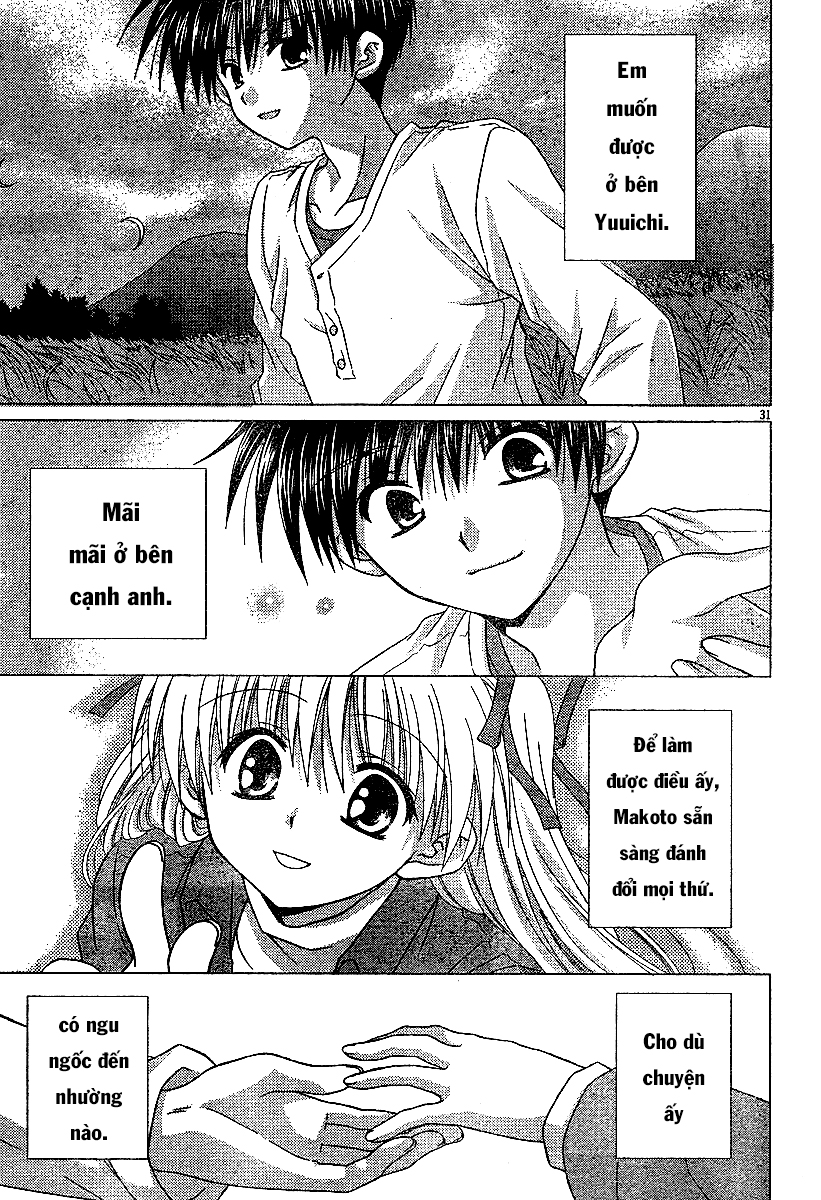 Em
muốn
được
ở bên
Yuuichi.
31
Mãi
mãi ở bên
cạnh anh.
Để làm
được điều ấy,
Makoto sẵn
sàng đánh
đổi mọi thứ.
Cho dù
chuyện
ấy
có ngu
ngốc đến
nhường
nào.